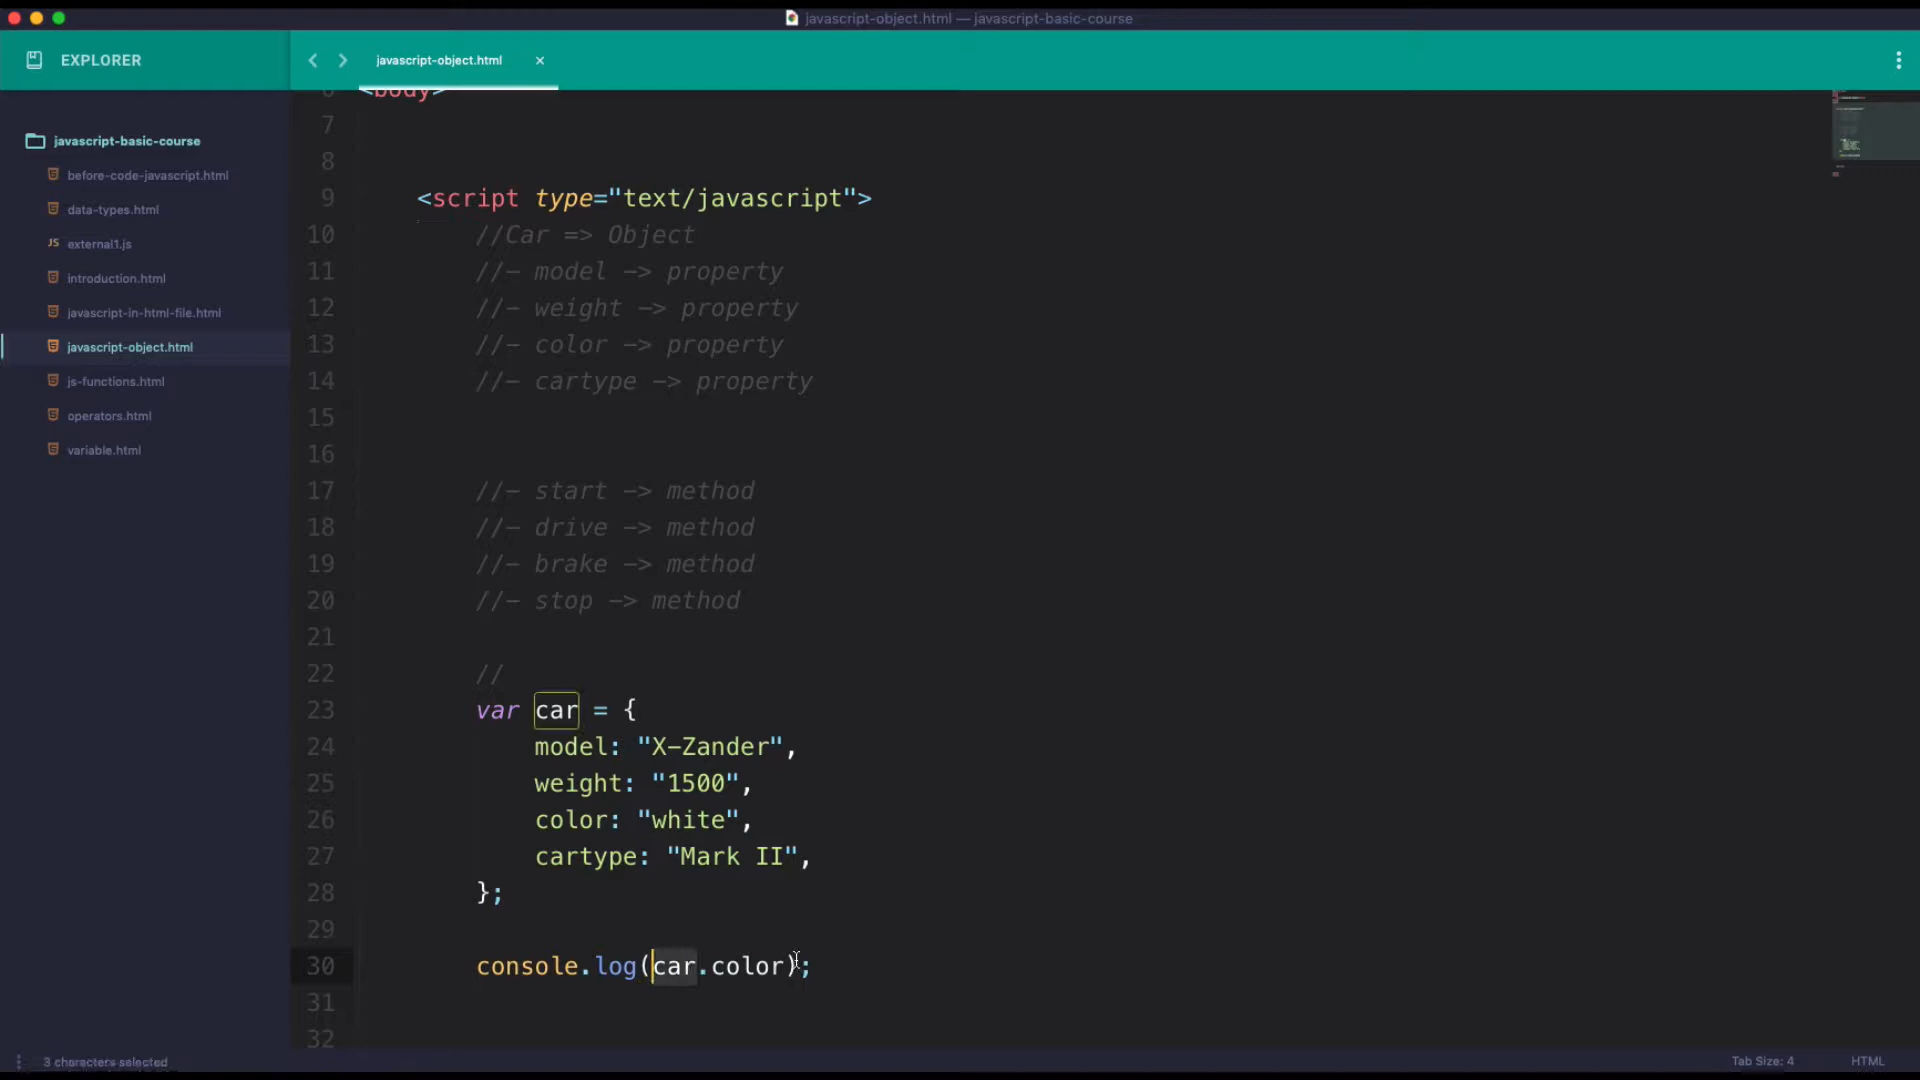 javascript-object.html — javascript-basic-course
EXPLORER
javascript-object.html ×
javascript-basic-course
before-code-javascript.html
data-types.html
JS external1.js
introduction.html
javascript-in-html-file.html
javascript-object.html
js-functions.html
operators.html
variable.html
6 <body>
7
8
9 <script type="text/javascript">
10 //Car => Object
11 //- model -> property
12 //- weight -> property
13 //- color -> property
14 //- cartype -> property
15
16
17 //- start -> method
18 //- drive -> method
19 //- brake -> method
20 //- stop -> method
21
22 //
23 var car = {
24 model: "X-Zander",
25 weight: "1500",
26 color: "white",
27 cartype: "Mark II",
28 };
29
30 console.log(car.color);
31
32
3 characters selected
Tab Size: 4
HTML